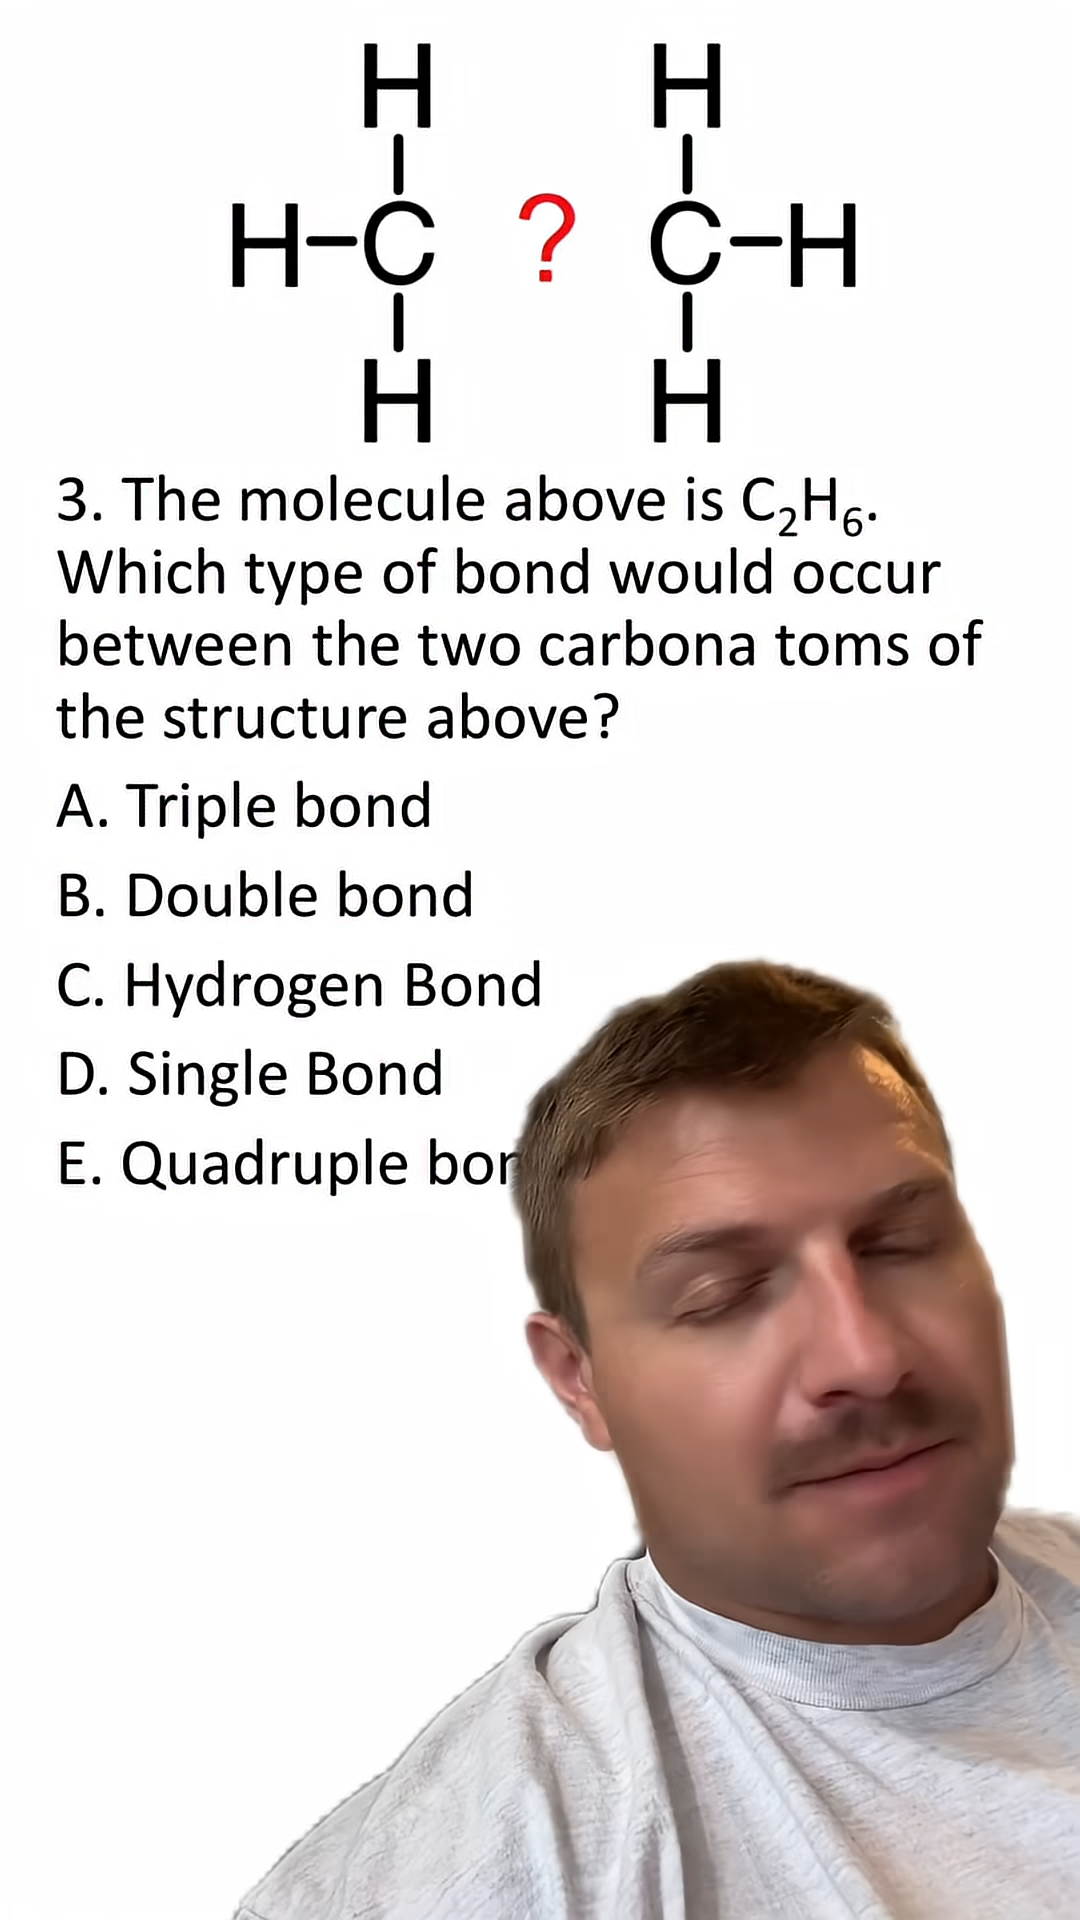 H H
H-C ? C-H
H H
3. The molecule above is C₂H₆.
Which type of bond would occur
between the two carbona toms of
the structure above?
A. Triple bond
B. Double bond
C. Hydrogen Bond
D. Single Bond
E. Quadruple